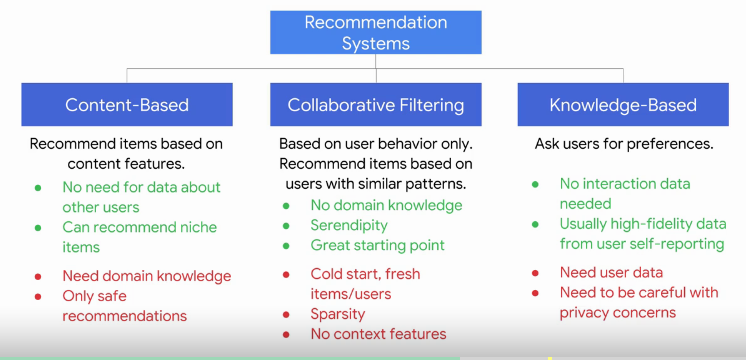 Recommendation
Systems
Content-Based
Recommend items based on
content features.
No need for data about
other users
Can recommend niche
items
Need domain knowledge
Only safe
recommendations
Collaborative Filtering
Based on user behavior only.
Recommend items based on
users with similar patterns.
No domain knowledge
Serendipity
Great starting point
Cold start, fresh
items/users
Sparsity
No context features
Knowledge-Based
Ask users for preferences.
No interaction data
needed
Usually high-fidelity data
from user self-reporting
Need user data
Need to be careful with
privacy concerns